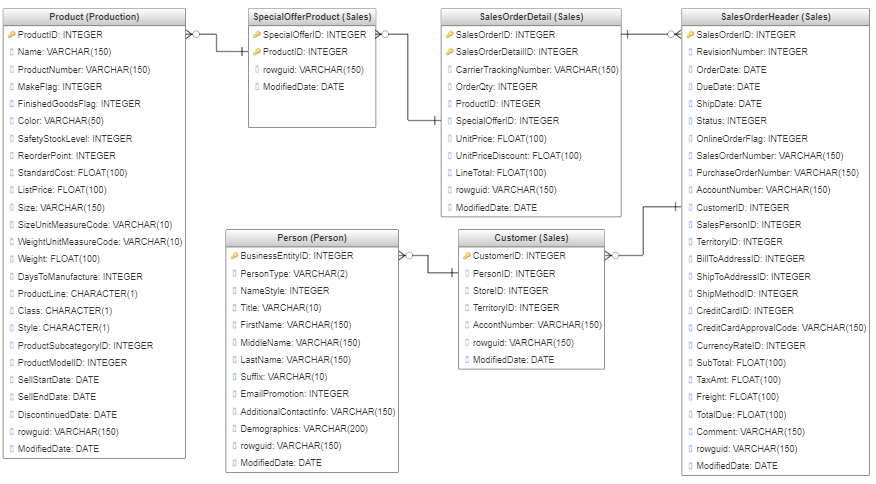 Product (Production)
ProductID: INTEGER
Name: VARCHAR(150)
ProductNumber: VARCHAR(150)
MakeFlag: INTEGER
FinishedGoodsFlag: INTEGER
Color: VARCHAR(50)
SafetyStockLevel: INTEGER
ReorderPoint: INTEGER
StandardCost: FLOAT(100)
ListPrice: FLOAT(100)
Size: VARCHAR(150)
SizeUnitMeasureCode: VARCHAR(10)
WeightUnitMeasureCode: VARCHAR(10)
Weight: FLOAT(100)
DaysToManufacture: INTEGER
ProductLine: CHARACTER(1)
Class: CHARACTER(1)
Style: CHARACTER(1)
ProductSubcategoryID: INTEGER
ProductModelID: INTEGER
SellStartDate: DATE
SellEndDate: DATE
DiscontinuedDate: DATE
rowguid: VARCHAR(150)
ModifiedDate: DATE
SpecialOfferProduct (Sales)
SpecialOfferID: INTEGER
ProductID: INTEGER
rowguid: VARCHAR(150)
ModifiedDate: DATE
SalesOrderDetail (Sales)
SalesOrderID: INTEGER
SalesOrderDetailID: INTEGER
CarrierTrackingNumber: VARCHAR(150)
OrderQty: INTEGER
ProductID: INTEGER
SpecialOfferID: INTEGER
UnitPrice: FLOAT(100)
UnitPriceDiscount: FLOAT(100)
LineTotal: FLOAT(100)
rowguid: VARCHAR(150)
ModifiedDate: DATE
SalesOrderHeader (Sales)
SalesOrderID: INTEGER
RevisionNumber: INTEGER
OrderDate: DATE
DueDate: DATE
ShipDate: DATE
Status: INTEGER
OnlineOrderFlag: INTEGER
SalesOrderNumber: VARCHAR(150)
PurchaseOrderNumber: VARCHAR(150)
AccountNumber: VARCHAR(150)
CustomerID: INTEGER
SalesPersonID: INTEGER
TerritoryID: INTEGER
BillToAddressID: INTEGER
ShipToAddressID: INTEGER
ShipMethodID: INTEGER
CreditCardID: INTEGER
CreditCardApprovalCode: VARCHAR(150)
CurrencyRateID: INTEGER
SubTotal: FLOAT(100)
TaxAmt: FLOAT(100)
Freight: FLOAT(100)
TotalDue: FLOAT(100)
Comment: VARCHAR(150)
rowguid: VARCHAR(150)
ModifiedDate: DATE
Person (Person)
BusinessEntityID: INTEGER
PersonType: VARCHAR(2)
NameStyle: INTEGER
Title: VARCHAR(10)
FirstName: VARCHAR(150)
MiddleName: VARCHAR(150)
LastName: VARCHAR(150)
Suffix: VARCHAR(10)
EmailPromotion: INTEGER
AdditionalContactInfo: VARCHAR(150)
Demographics: VARCHAR(200)
rowguid: VARCHAR(150)
ModifiedDate: DATE
Customer (Sales)
CustomerID: INTEGER
PersonID: INTEGER
StoreID: INTEGER
TerritoryID: INTEGER
AccontNumber: VARCHAR(150)
rowguid: VARCHAR(150)
ModifiedDate: DATE